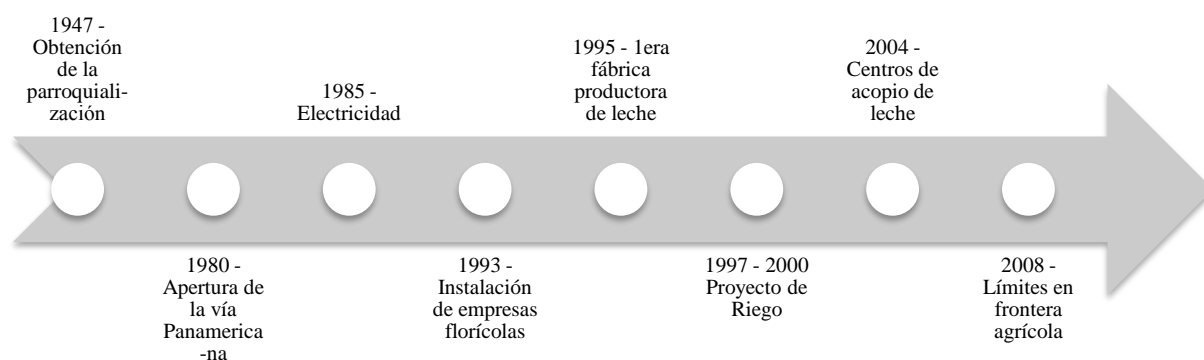 1947 -
Obtención
de la
parroquiali-
zación
1980 -
Apertura de
la vía
Panamerica
-na
1985 -
Electricidad
1993 -
Instalación
de empresas
florícolas
1995 - 1era
fábrica
productora
de leche
1997 - 2000
Proyecto de
Riego
2004 -
Centros de
acopio de
leche
2008 -
Límites en
frontera
agrícola